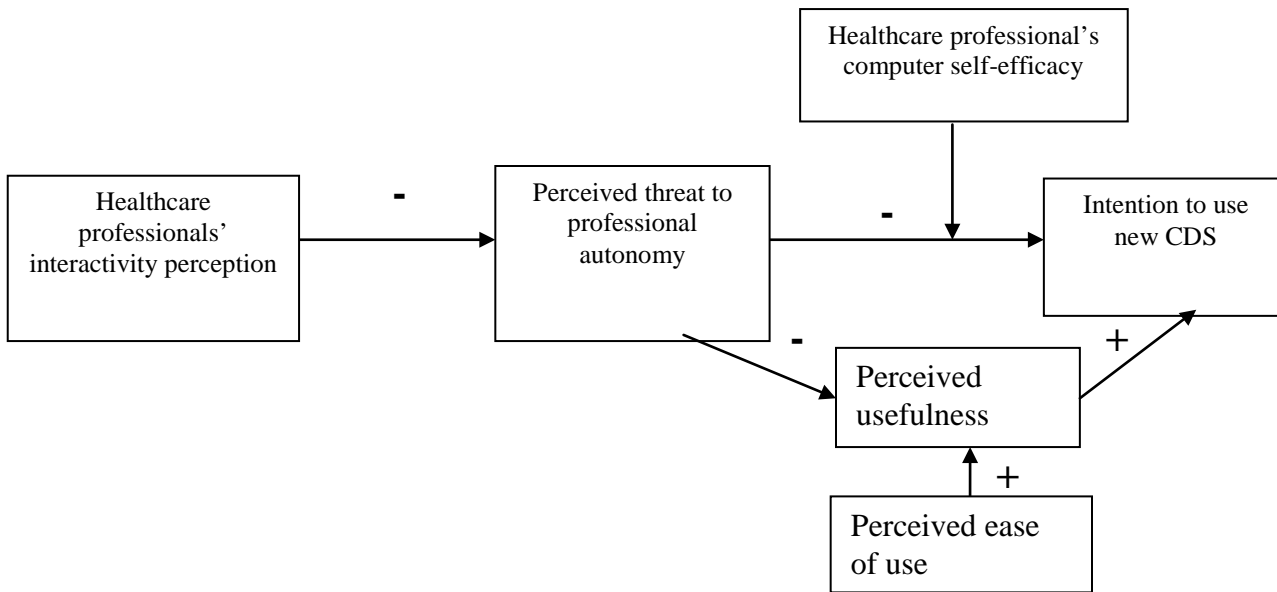 Healthcare professional’s
computer self-efficacy
Healthcare
professionals’
interactivity perception
-
Perceived threat to
professional
autonomy
-
Intention to use
new CDS
-
+
Perceived
usefulness
+
Perceived ease
of use